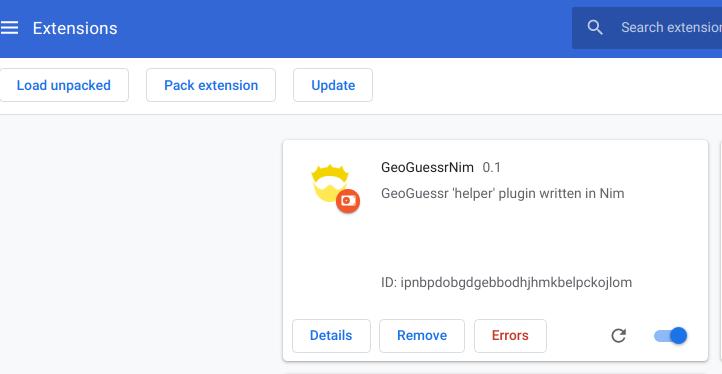 Extensions
Search extension
Load unpacked
Pack extension
Update
GeoGuessrNim 0.1
GeoGuessr 'helper' plugin written in Nim
ID: ipnbpdobgdgebbodhjhmkbelpckojlom
Details
Remove
Errors